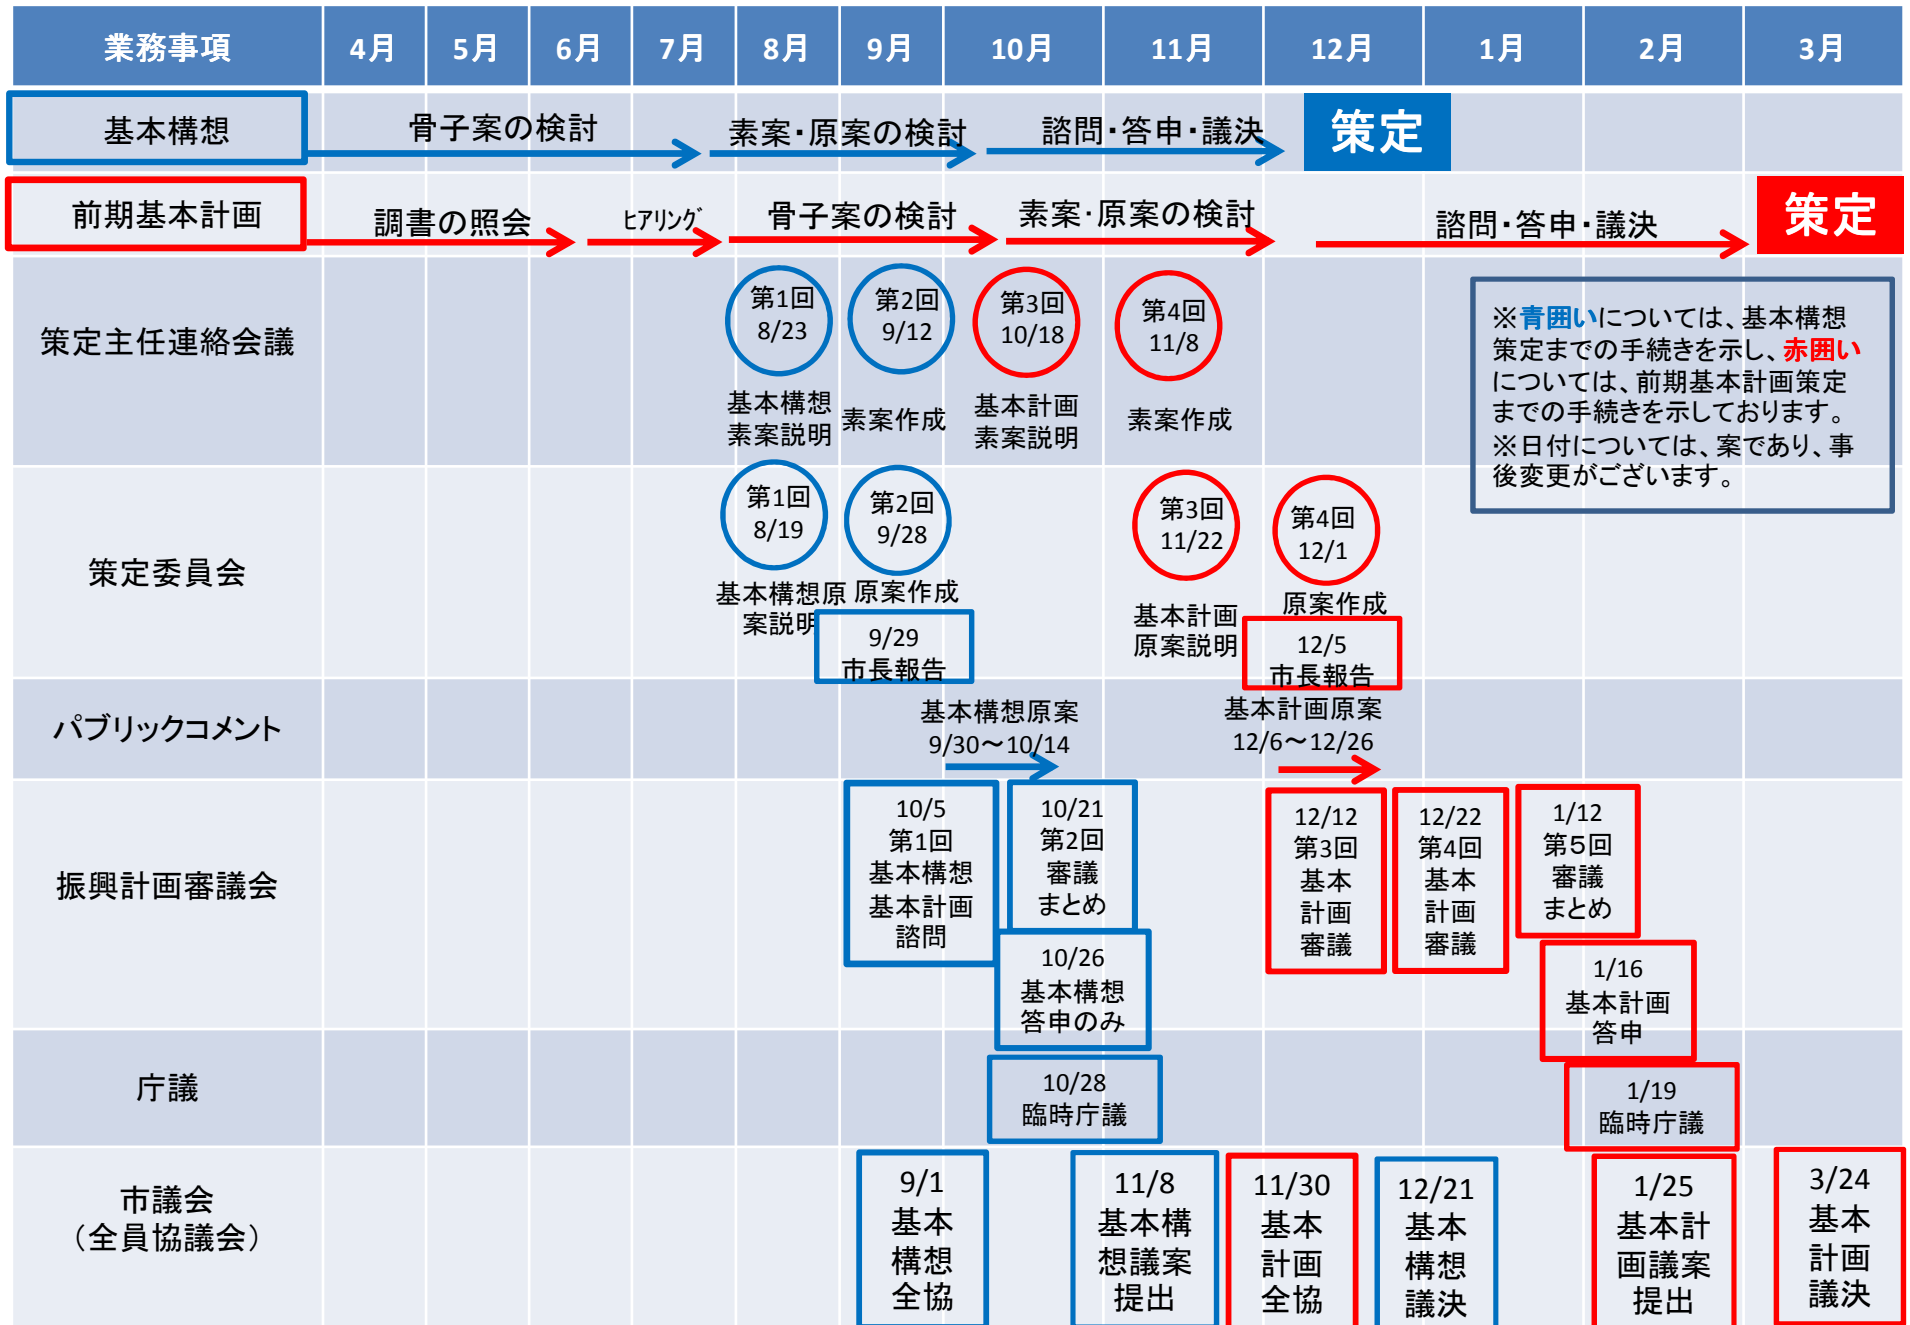 業務事項 4月 5月 6月 7月 8月 9月 10月 11月 12月 1月 2月 3月
基本構想
骨子案の検討
素案・原案の検討
諮問・答申・議決
策定
前期基本計画
調書の照会
ﾋｱﾘﾝｸﾞ
骨子案の検討
素案・原案の検討
諮問・答申・議決
策定
策定主任連絡会議
第1回
8/23
基本構想
素案説明
第2回
9/12
素案作成
第3回
10/18
基本計画
素案説明
第4回
11/8
素案作成
※青囲いについては、基本構想
策定までの手続きを示し、赤囲い
については、前期基本計画策定
までの手続きを示しております。
※日付については、案であり、事
後変更がございます。
策定委員会
第1回
8/19
基本構想原
案説明
第2回
9/28
原案作成
9/29
市長報告
第3回
11/22
基本計画
原案説明
第4回
12/1
原案作成
12/5
市長報告
パブリックコメント
基本構想原案
9/30～10/14
基本計画原案
12/6～12/26
振興計画審議会
10/5
第1回
基本構想
基本計画
諮問
10/21
第2回
審議
まとめ
10/26
基本構想
答申のみ
12/12
第3回
基本
計画
審議
12/22
第4回
基本
計画
審議
1/12
第5回
審議
まとめ
1/16
基本計画
答申
庁議
10/28
臨時庁議
1/19
臨時庁議
市議会
（全員協議会）
9/1
基本
構想
全協
11/8
基本構
想議案
提出
11/30
基本
計画
全協
12/21
基本
構想
議決
1/25
基本計
画議案
提出
3/24
基本
計画
議決